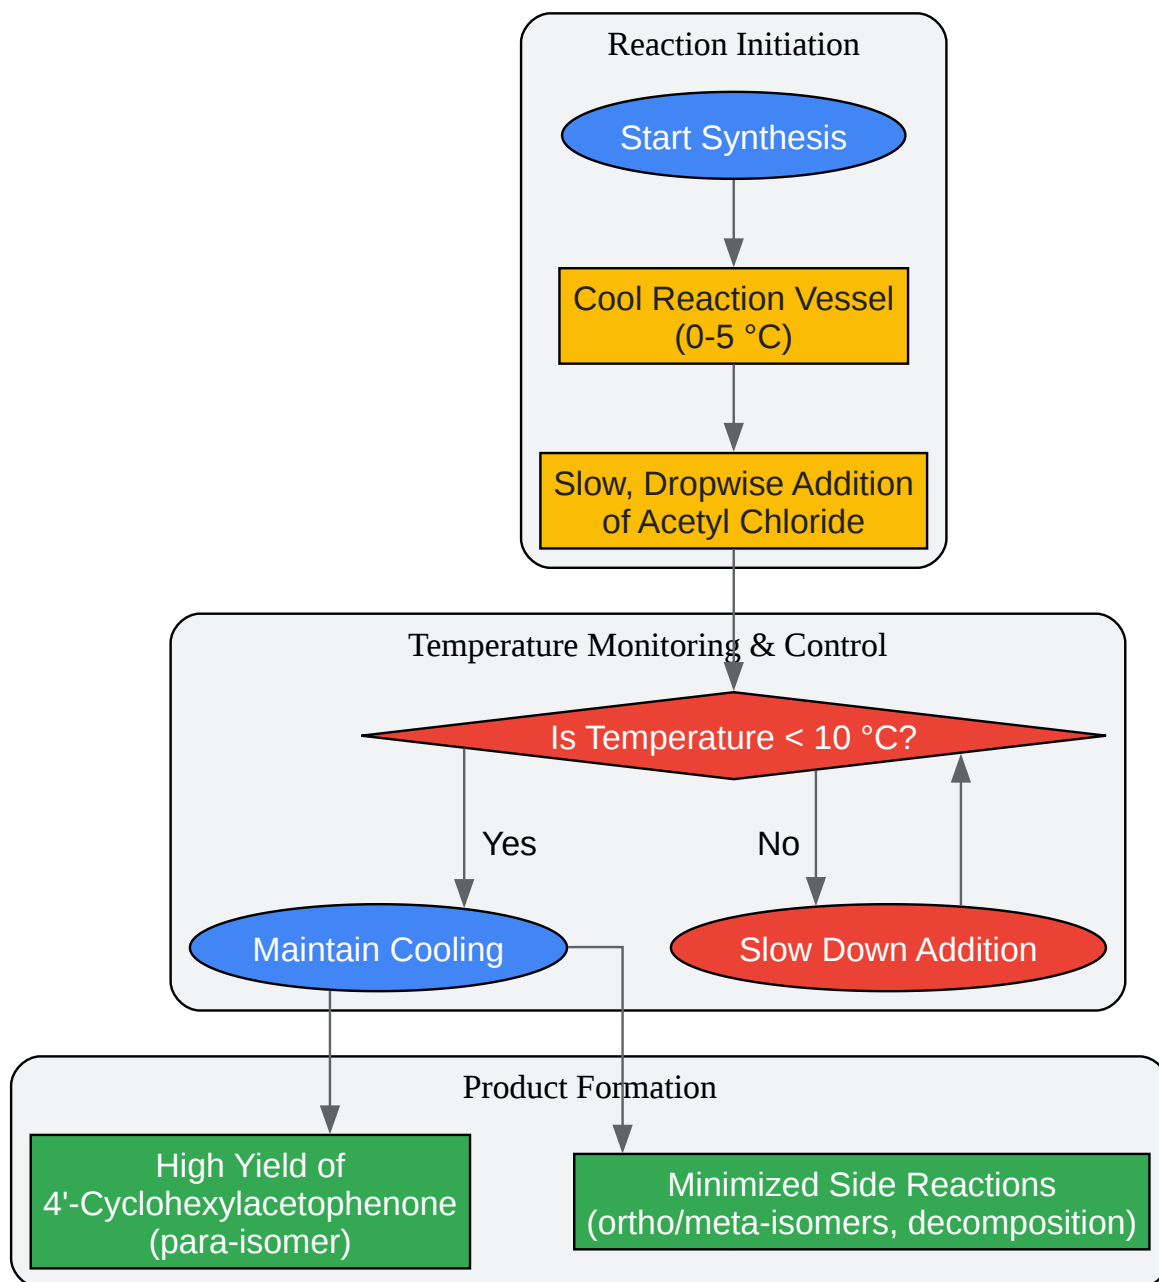 Reaction Initiation
Start Synthesis
Cool Reaction Vessel
(0-5 °C)
Slow, Dropwise Addition
of Acetyl Chloride
Temperature Monitoring & Control
Is Temperature < 10 °C?
Yes
No
Maintain Cooling
Slow Down Addition
Product Formation
High Yield of
4'-Cyclohexylacetophenone
(para-isomer)
Minimized Side Reactions
(ortho/meta-isomers, decomposition)